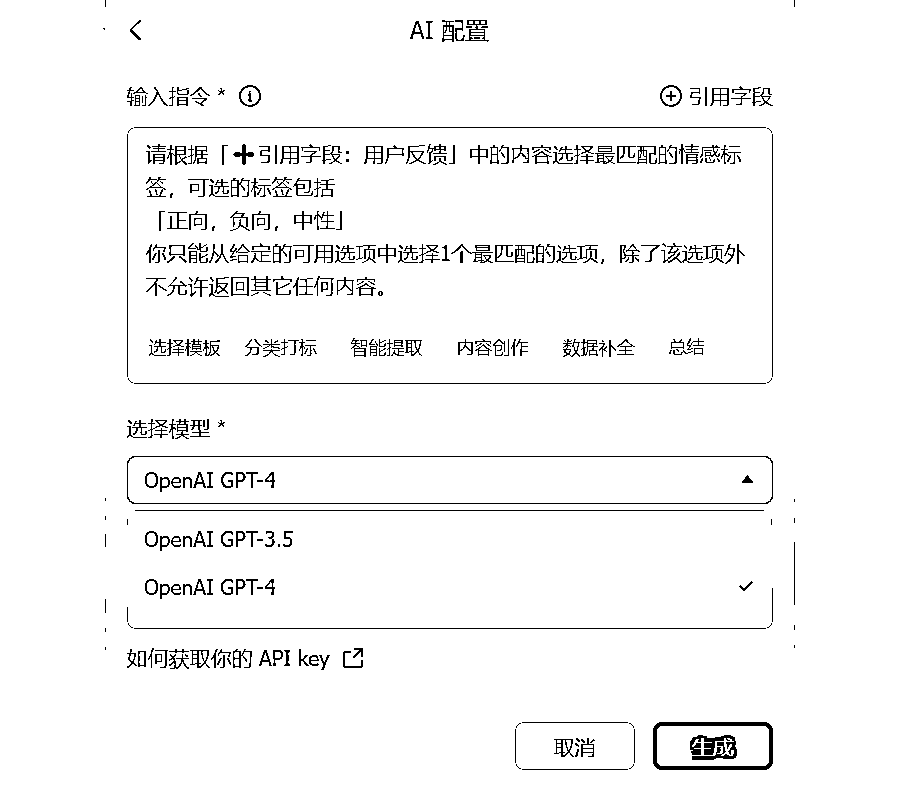 AI 配置
输入指令 * 引用字段
请根据「+引用字段：用户反馈」中的内容选择最匹配的情感标
签，可选的标签包括
「正向，负向，中性」
你只能从给定的可用选项中选择1个最匹配的选项，除了该选项外
不允许返回其它任何内容。
选择模板 分类打标 智能提取 内容创作 数据补全 总结
选择模型 *
OpenAI GPT-4
OpenAI GPT-3.5
OpenAI GPT-4
如何获取你的 API key
取消 生成